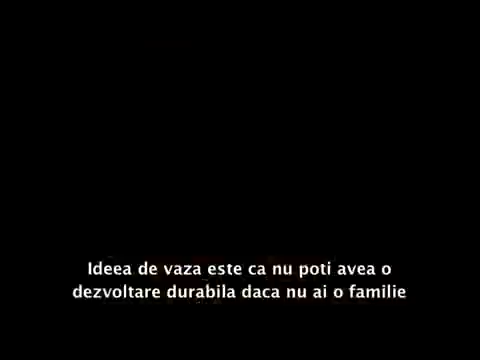 Ideea de vaza este ca nu poti avea o
dezvoltare durabila daca nu ai o familie